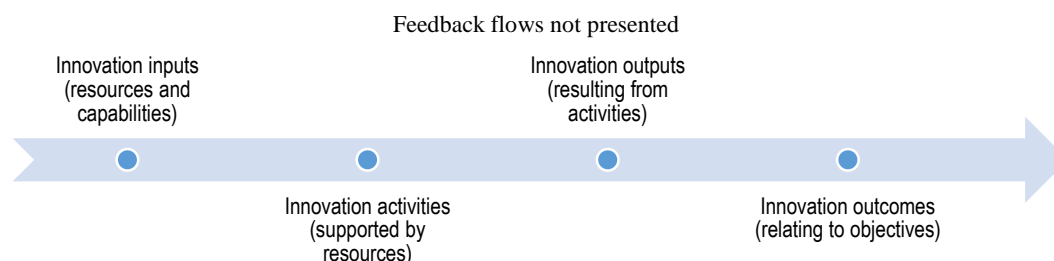 Feedback flows not presented
Innovation inputs
(resources and
capabilities)
Innovation activities
(supported by
resources)
Innovation outputs
(resulting from
activities)
Innovation outcomes
(relating to objectives)